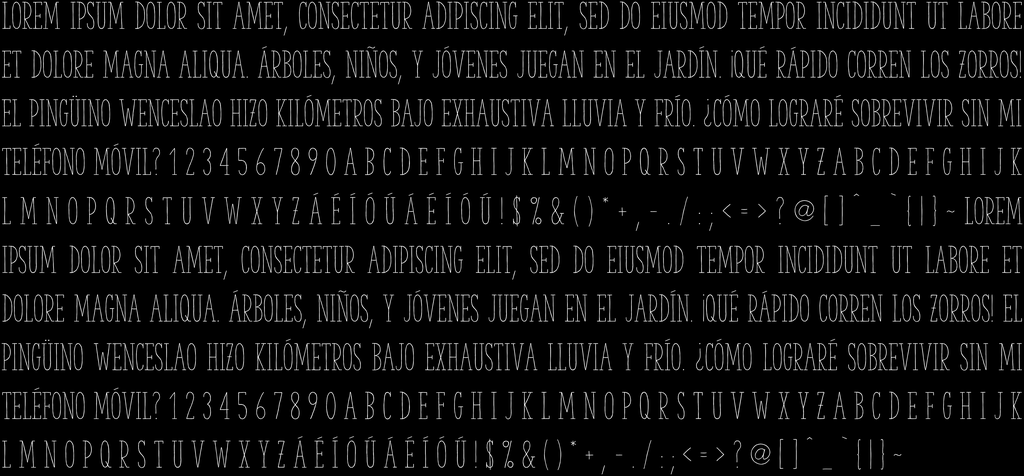 LOREM IPSUM DOLOR SIT AMET, CONSECTETUR ADIPISCING ELIT, SED DO EIUSMOD TEMPOR INCIDIDUNT UT LABORE
ET DOLORE MAGNA ALIQUA. ÁRBOLES, NIÑOS, Y JÓVENES JUEGAN EN EL JARDÍN. ¡QUÉ RÁPIDO CORREN LOS ZORROS!
EL PINGÜINO WENCESLAO HIZO KILÓMETROS BAJO EXHAUSTIVA LLUVIA Y FRÍO. ¿CÓMO LOGRARÉ SOBREVIVIR SIN MI
TELÉFONO MÓVIL? 1 2 3 4 5 6 7 8 9 0 A B C D E F G H I J K L M N O P Q R S T U V W X Y Z A B C D E F G H I J K
L M N O P Q R S T U V W X Y Z Á É Í Ó Ú Á É Í Ó Ú ! $ % & ( ) * + , - . / : ; < = > ? @ [ ] ^ _ ` { | } ~ LOREM
IPSUM DOLOR SIT AMET, CONSECTETUR ADIPISCING ELIT, SED DO EIUSMOD TEMPOR INCIDIDUNT UT LABORE ET
DOLORE MAGNA ALIQUA. ÁRBOLES, NIÑOS, Y JÓVENES JUEGAN EN EL JARDÍN. ¡QUÉ RÁPIDO CORREN LOS ZORROS! EL
PINGÜINO WENCESLAO HIZO KILÓMETROS BAJO EXHAUSTIVA LLUVIA Y FRÍO. ¿CÓMO LOGRARÉ SOBREVIVIR SIN MI
TELÉFONO MÓVIL? 1 2 3 4 5 6 7 8 9 0 A B C D E F G H I J K L M N O P Q R S T U V W X Y Z A B C D E F G H I J K
L M N O P Q R S T U V W X Y Z Á É Í Ó Ú Á É Í Ó Ú ! $ % & ( ) * + , - . / : ; < = > ? @ [ ] ^ _ ` { | } ~